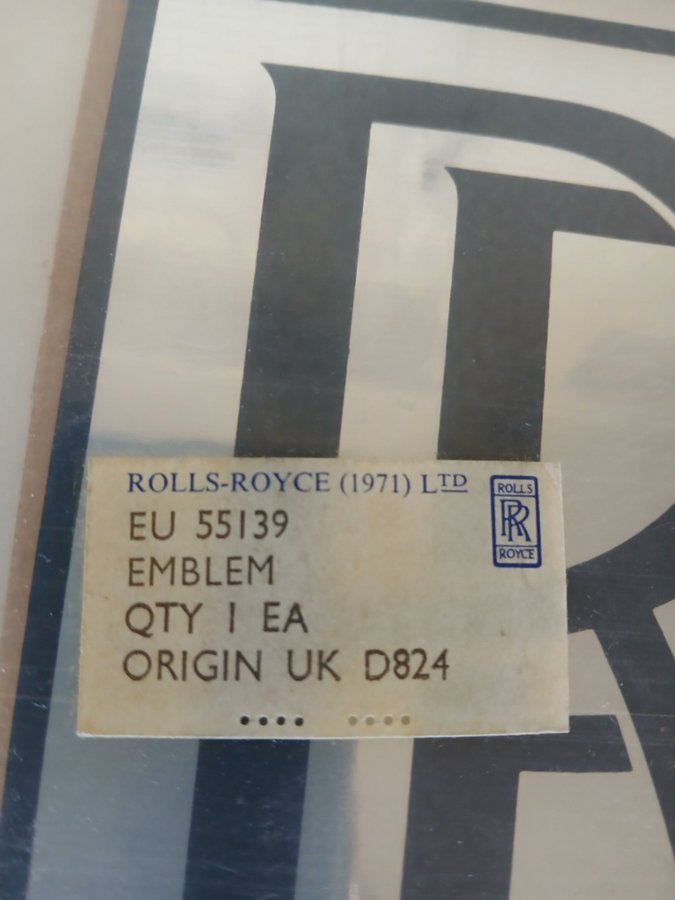 ROLLS-ROYCE (1971) LTD
ROLLS
RR
ROYCE
EU 55139
EMBLEM
QTY 1 EA
ORIGIN UK D824